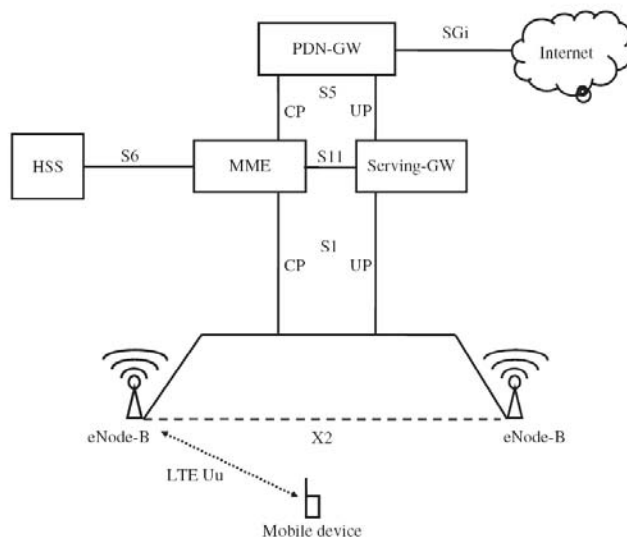 SGi
PDN-GW
Internet
S5
CP
UP
S6
S11
HSS
MME
Serving-GW
S1
CP
UP
eNode-B
X2
eNode-B
LTE Uu
Mobile device